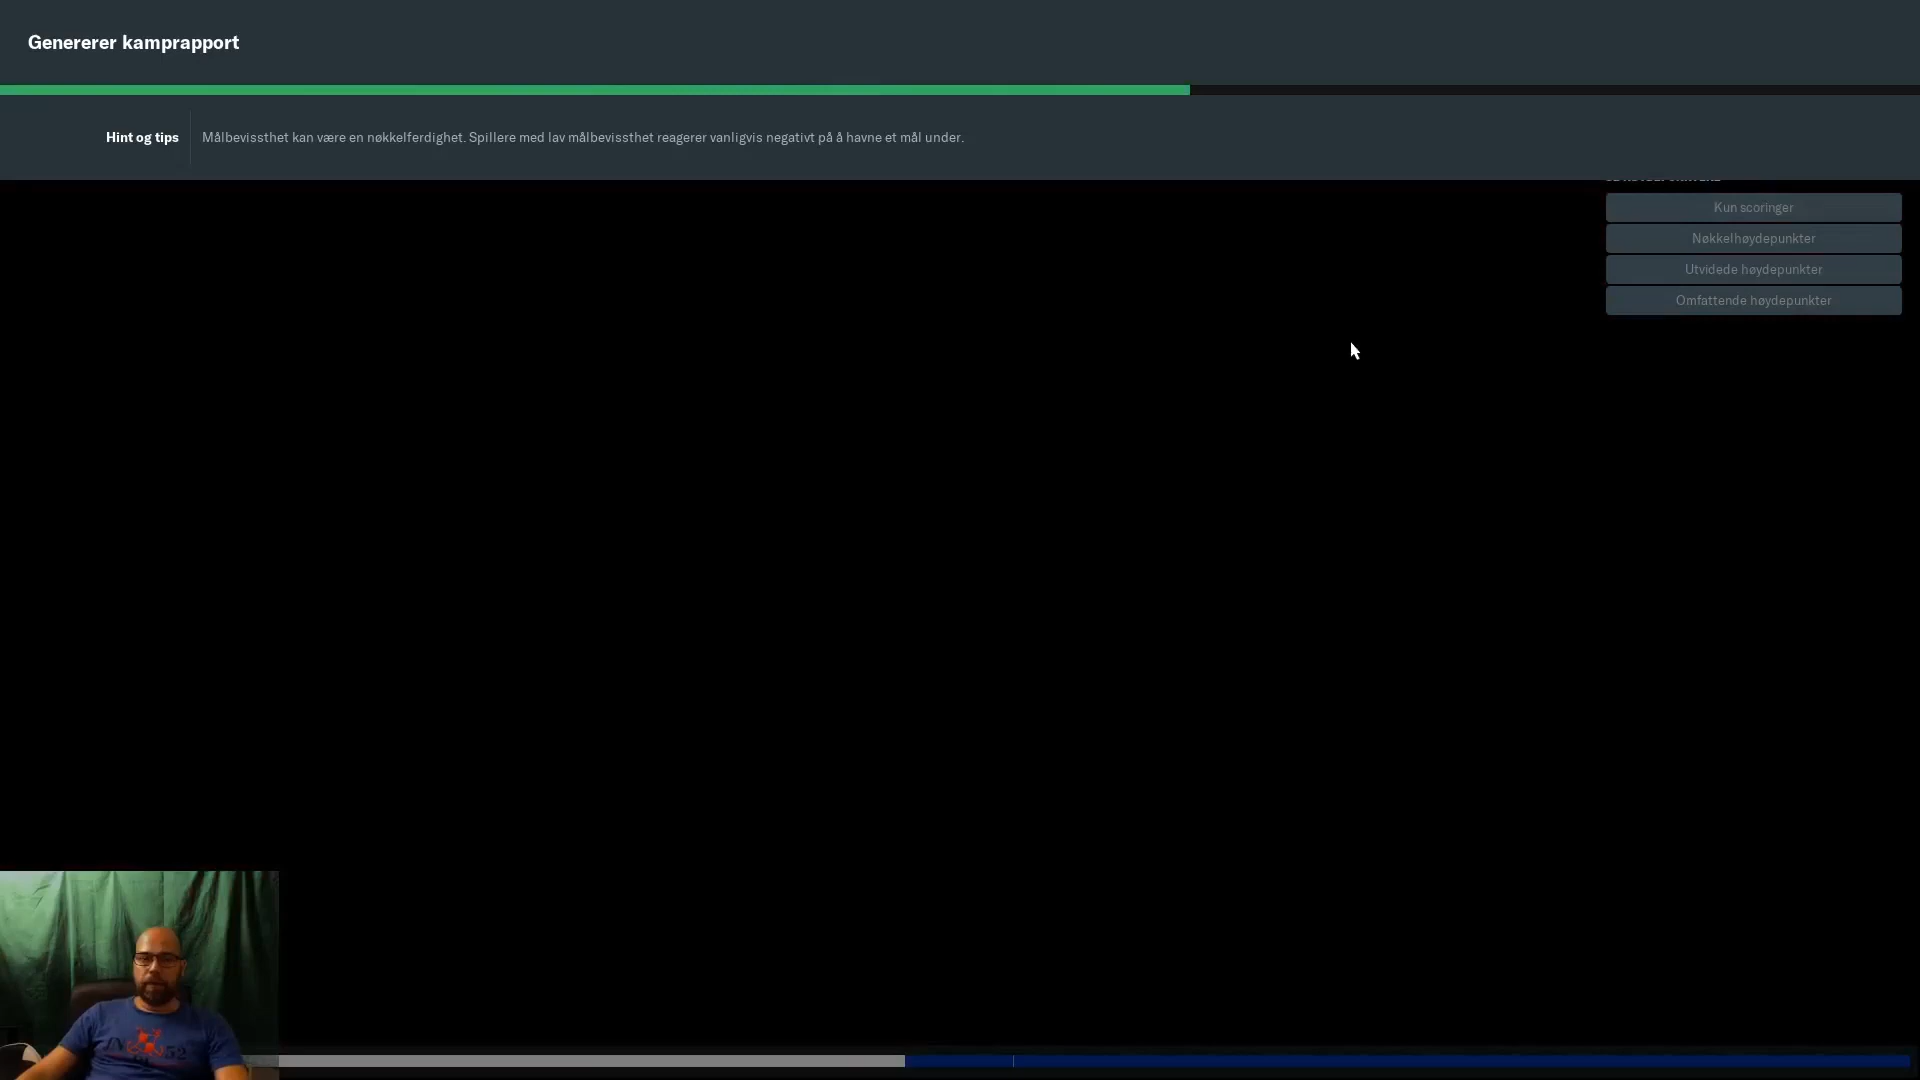 Genererer kamprapport
Hint og tips
Målbevissthet kan være en nøkkelferdighet. Spillere med lav målbevissthet reagerer vanligvis negativt på å havne et mål under.
Kun scoringer
Nøkkelhøydepunkter
Utvidede høydepunkter
Omfattende høydepunkter